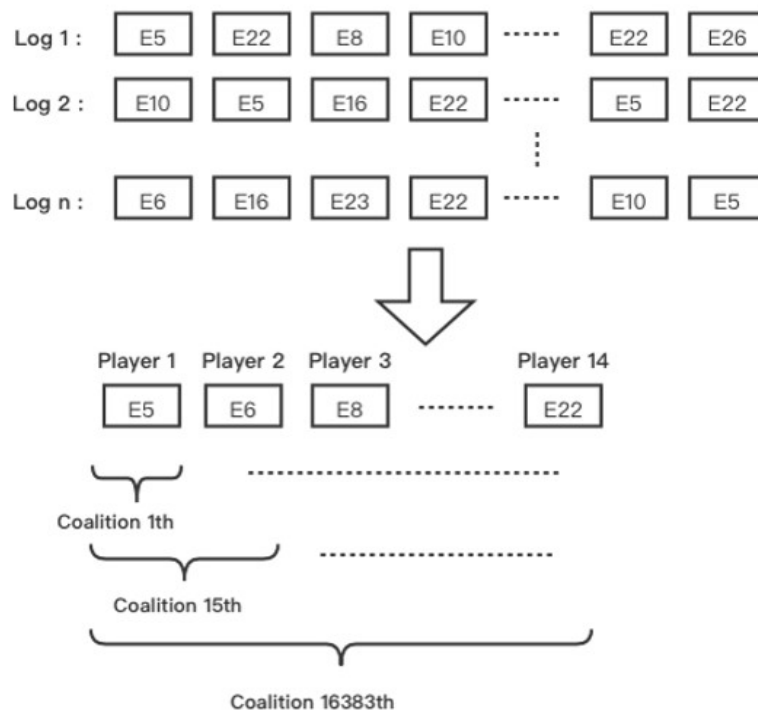 Log 1 : E5 E22 E8 E10 E22 E26
Log 2 : E10 E5 E16 E22 E5 E22
Log n : E6 E16 E23 E22 E10 E5
Player 1 Player 2 Player 3 Player 14
E5 E6 E8 E22
Coalition 1th
Coalition 15th
Coalition 16383th